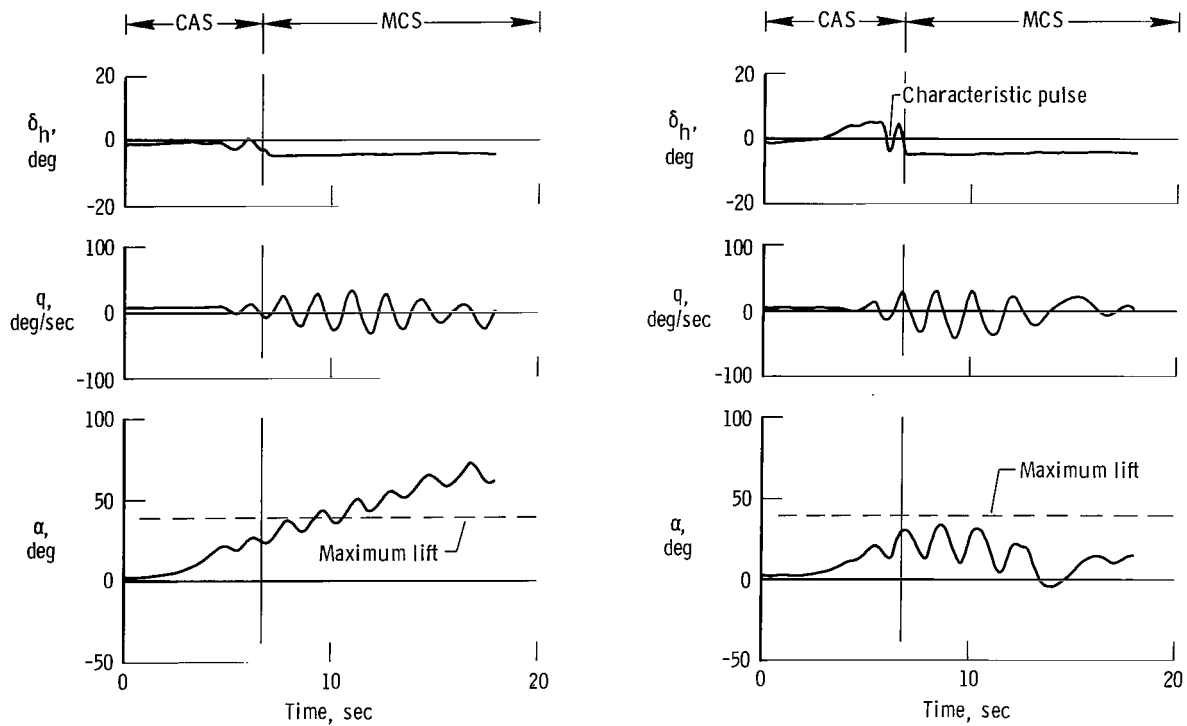 CAS MCS
20
δh,
deg
0
-20
100
q,
deg/sec
0
-100
100
50
α,
deg
0
-50
Maximum lift
0 10 20
Time, sec
CAS MCS
20
δh,
deg
0
-20
Characteristic pulse
100
q,
deg/sec
0
-100
100
50
α,
deg
0
-50
Maximum lift
0 10 20
Time, sec